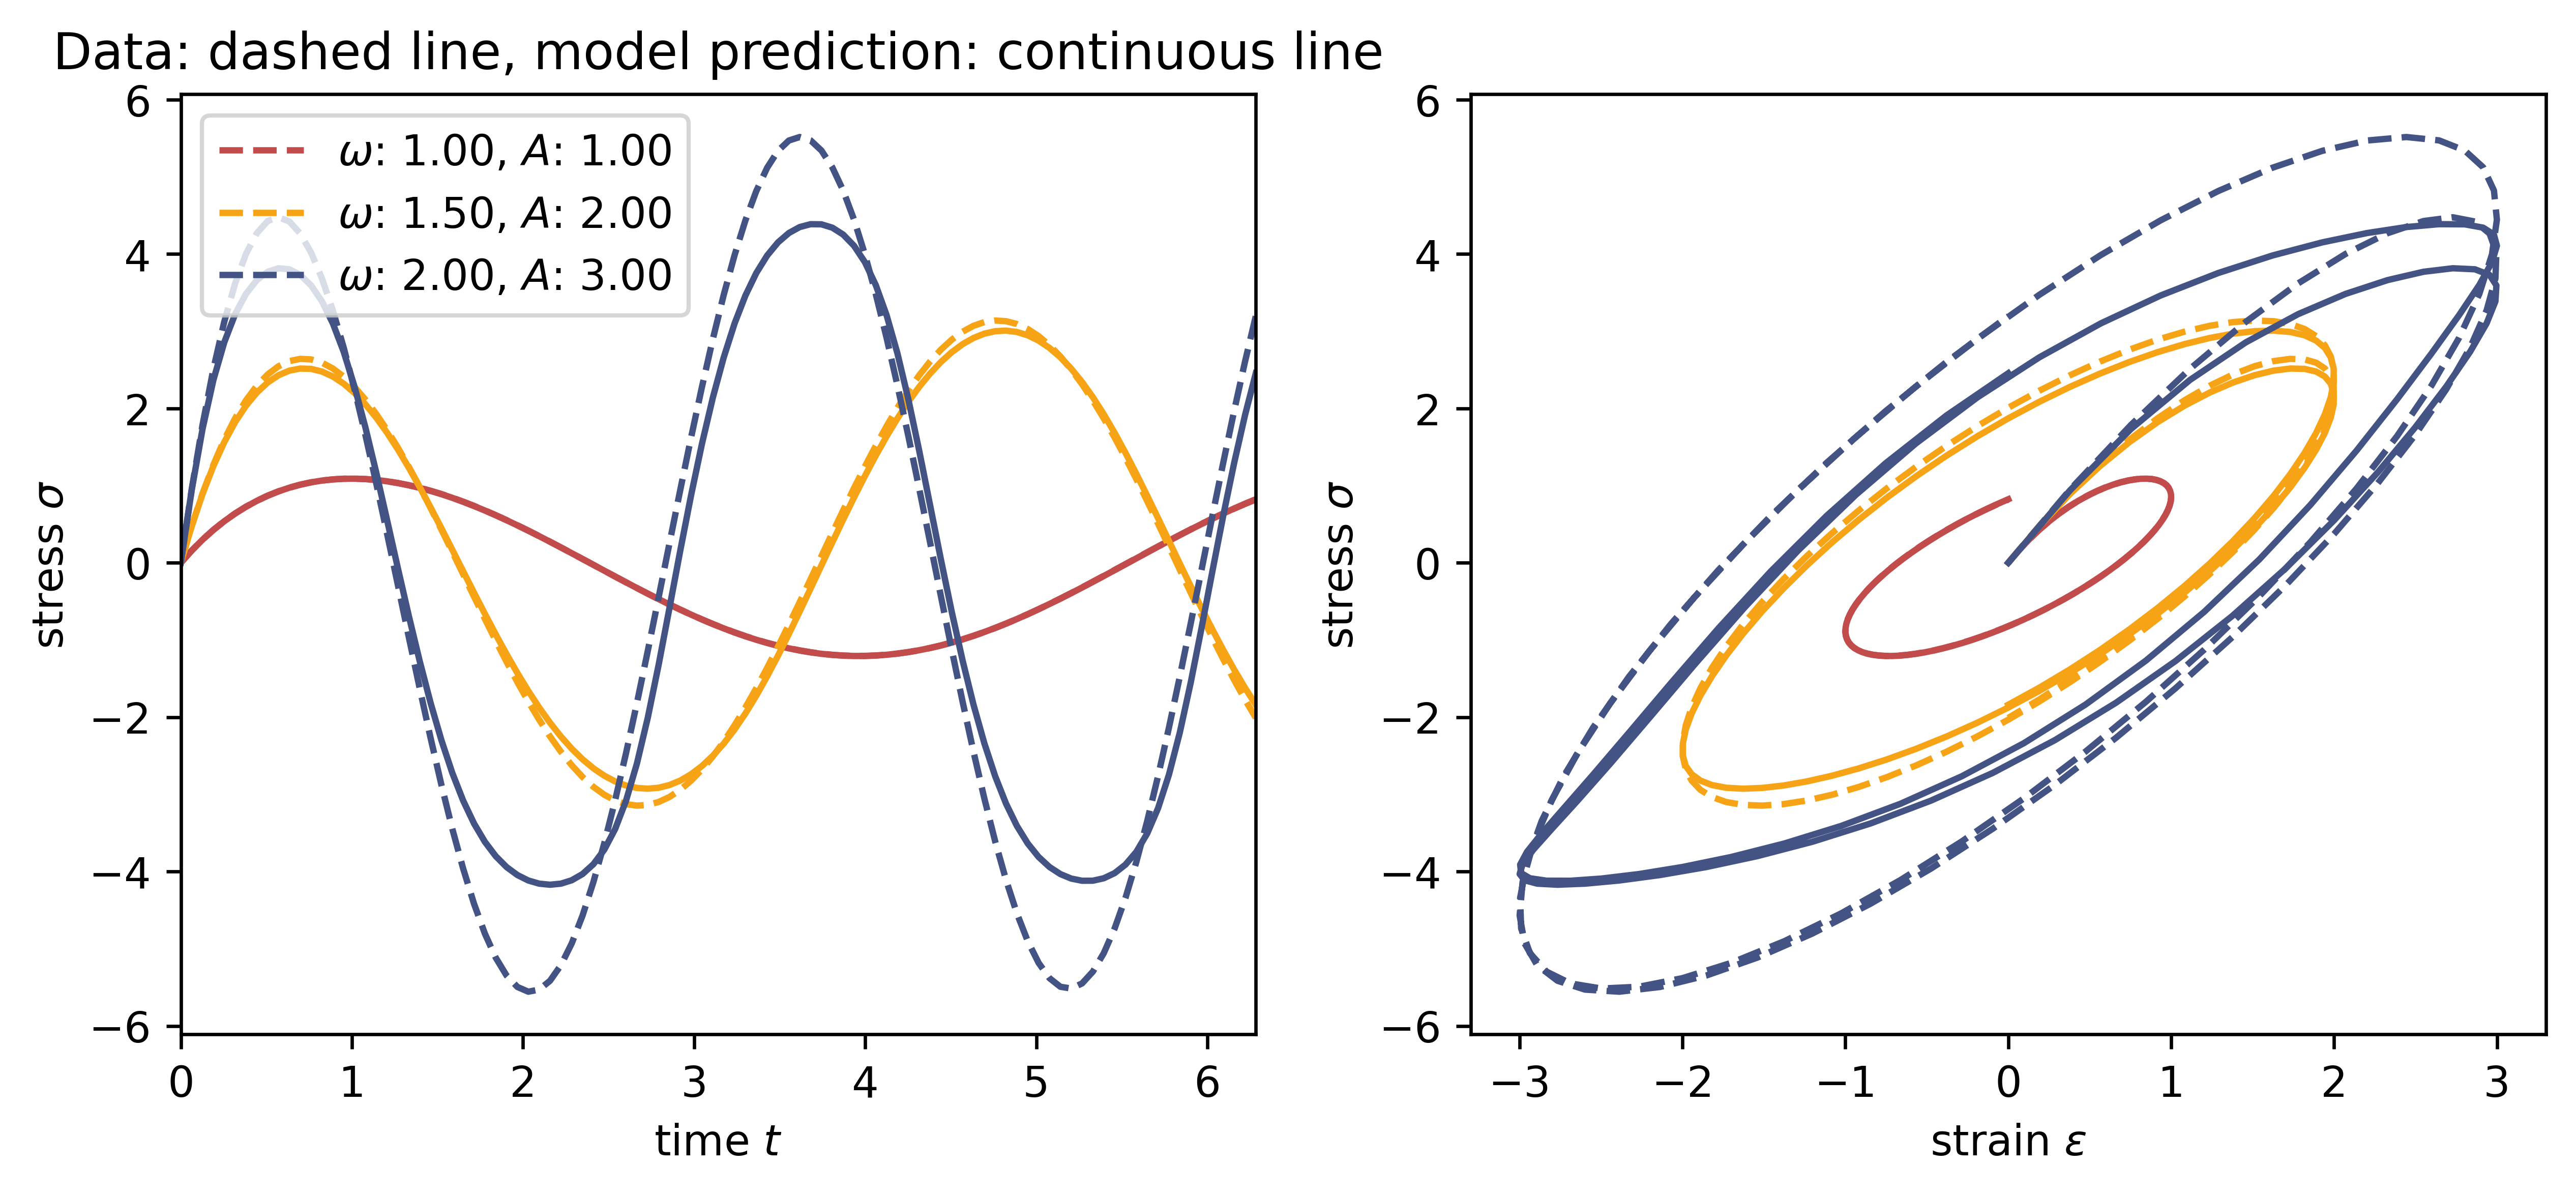 Data: dashed line, model prediction: continuous line
6
4
2
0
−2
−4
−6
stress σ
ω: 1.00, A: 1.00
ω: 1.50, A: 2.00
ω: 2.00, A: 3.00
0 1 2 3 4 5 6
time t
6
4
2
0
−2
−4
−6
stress σ
−3 −2 −1 0 1 2 3
strain ε